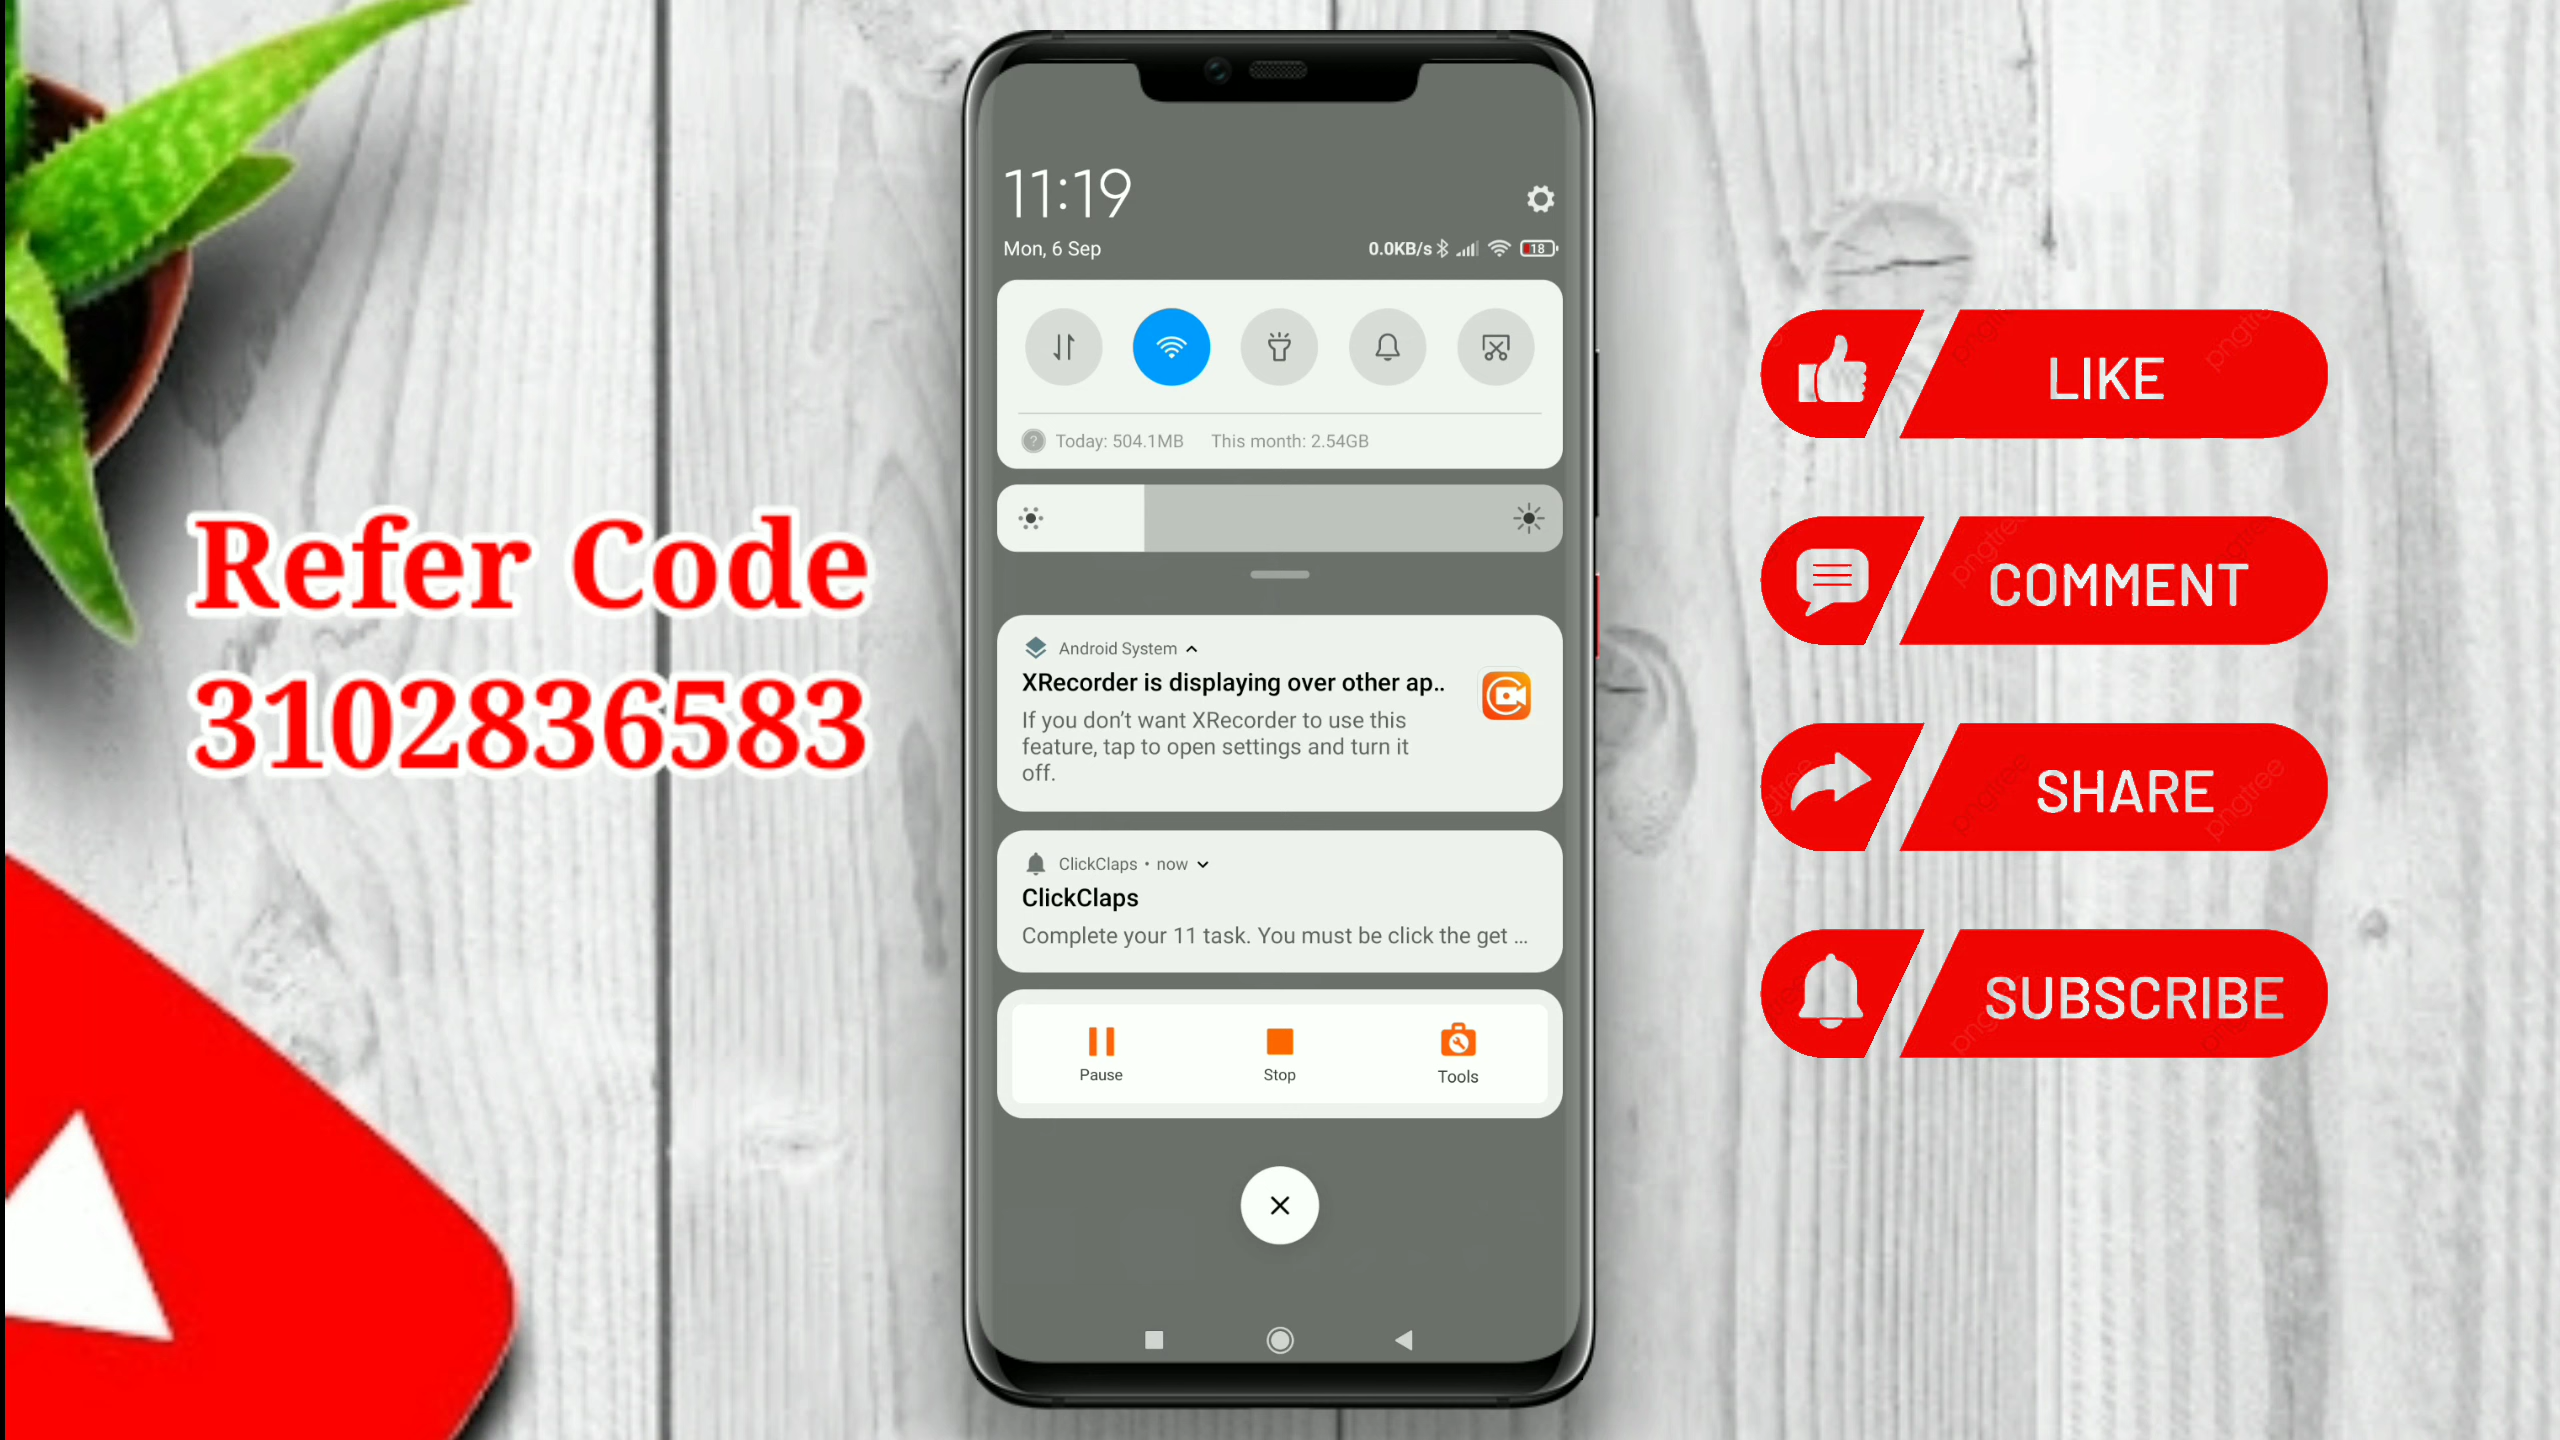 Refer Code
3102836583
11:19
Mon, 6 Sep
0.0KB/s
18
Today: 504.1MB This month: 2.54GB
Android System
XRecorder is displaying over other ap..
If you don't want XRecorder to use this
feature, tap to open settings and turn it
off.
ClickClaps • now
ClickClaps
Complete your 11 task. You must be click the get ...
Pause Stop Tools
LIKE
COMMENT
SHARE
SUBSCRIBE
pngtree